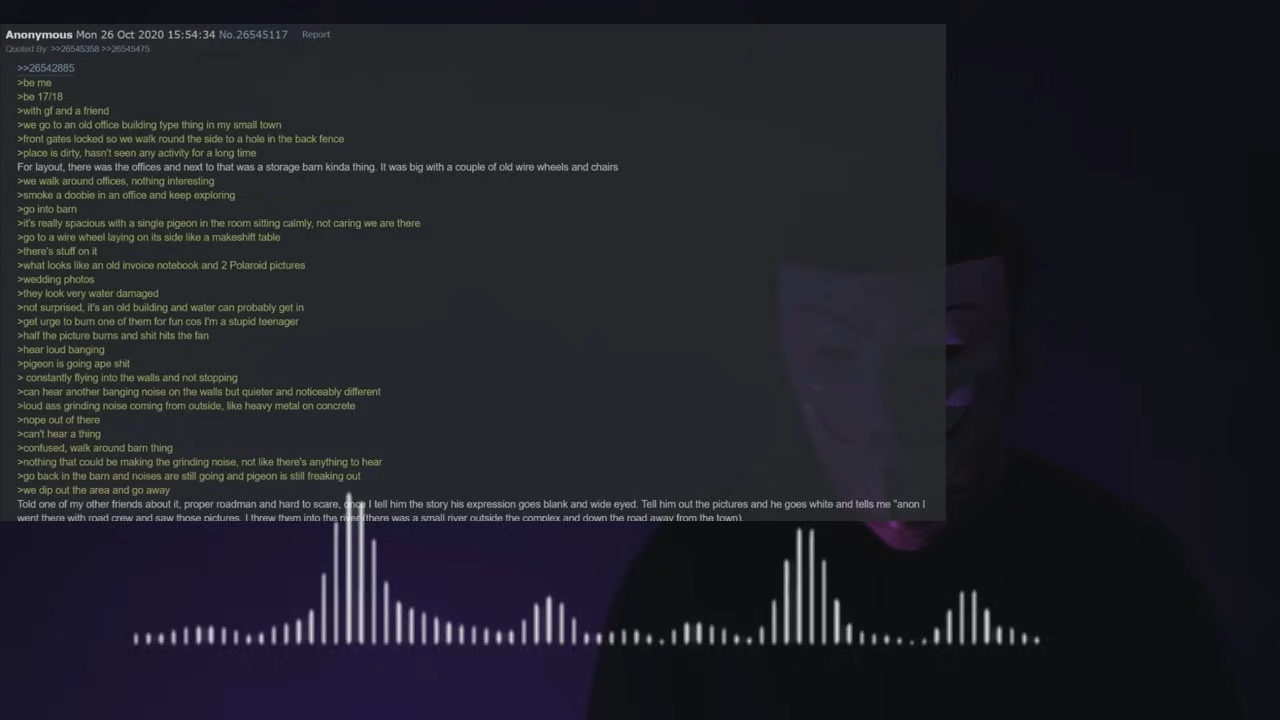 Anonymous Mon 26 Oct 2020 15:54:34 No.26545117 Report
Quoted By: >>26545358 >>26545475
>>26542885
>be me
>be 17/18
>with gf and a friend
>we go to an old office building type thing in my small town
>front gates locked so we walk round the side to a hole in the back fence
>place is dirty, hasn't seen any activity for a long time
For layout, there was the offices and next to that was a storage barn kinda thing. It was big with a couple of old wire wheels and chairs
>we walk around offices, nothing interesting
>smoke a doobie in an office and keep exploring
>go into barn
>it's really spacious with a single pigeon in the room sitting calmly, not caring we are there
>go to a wire wheel laying on its side like a makeshift table
>there's stuff on it
>what looks like an old invoice notebook and 2 Polaroid pictures
>wedding photos
>they look very water damaged
>not surprised, it's an old building and water can probably get in
>get urge to burn one of them for fun cos I'm a stupid teenager
>half the picture burns and shit hits the fan
>hear loud banging
>pigeon is going ape shit
> constantly flying into the walls and not stopping
>can hear another banging noise on the walls but quieter and noticeably different
>loud ass grinding noise coming from outside, like heavy metal on concrete
>nope out of there
>can't hear a thing
>confused, walk around barn thing
>nothing that could be making the grinding noise, not like there's anything to hear
>go back in the barn and noises are still going and pigeon is still freaking out
>we dip out the area and go away
Told one of my other friends about it, proper roadman and hard to scare, once I tell him the story his expression goes blank and wide eyed. Tell him out the pictures and he goes white and tells me "anon I
went there with road crew and saw those pictures. I threw them into the river (there was a small river outside the complex and down the road away from the town).